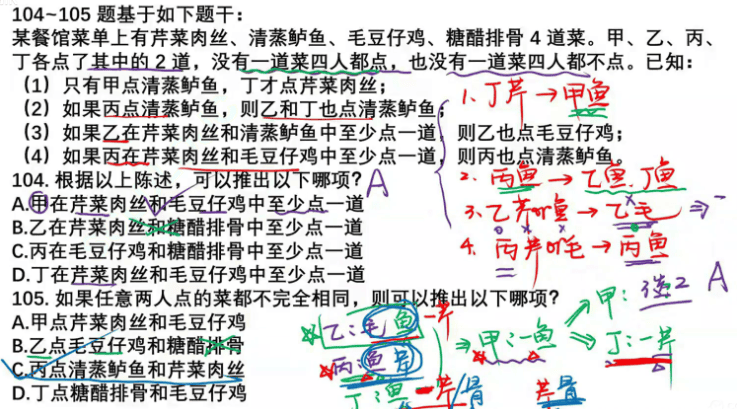 104~105 题基于如下题干：
某餐馆菜单上有芹菜肉丝、清蒸鲈鱼、毛豆仔鸡、糖醋排骨 4 道菜。甲、乙、丙、
丁各点了其中的 2 道，没有一道菜四人都点，也没有一道菜四人都不点。已知：
（1）只有甲点清蒸鲈鱼，丁才点芹菜肉丝；
（2）如果丙点清蒸鲈鱼，则乙和丁也点清蒸鲈鱼；
（3）如果乙在芹菜肉丝和清蒸鲈鱼中至少点一道，则乙也点毛豆仔鸡；
（4）如果丙在芹菜肉丝和毛豆仔鸡中至少点一道，则丙也点清蒸鲈鱼。
1、丁芹 → 甲鱼
2. 丙鱼 → 乙鱼、丁鱼
3、乙芹or鱼 → 乙毛 ⇒
4. 丙芹or毛 → 丙鱼
104. 根据以上陈述，可以推出以下哪项？ A
A.甲在芹菜肉丝和毛豆仔鸡中至少点一道
B.乙在芹菜肉丝和糖醋排骨中至少点一道
C.丙在毛豆仔鸡和糖醋排骨中至少点一道
D.丁在芹菜肉丝和毛豆仔鸡中至少点一道
105. 如果任意两人点的菜都不完全相同，则可以推出以下哪项？
A.甲点芹菜肉丝和毛豆仔鸡
B.乙点毛豆仔鸡和糖醋排骨
C.丙点清蒸鲈鱼和芹菜肉丝
D.丁点糖醋排骨和毛豆仔鸡
乙：毛 鱼 -芹
丙：鱼 芹
丁：鱼 -芹/骨 芹骨
⇒ 甲：-鱼
甲： 选2 A
⇒ 丁：-芹